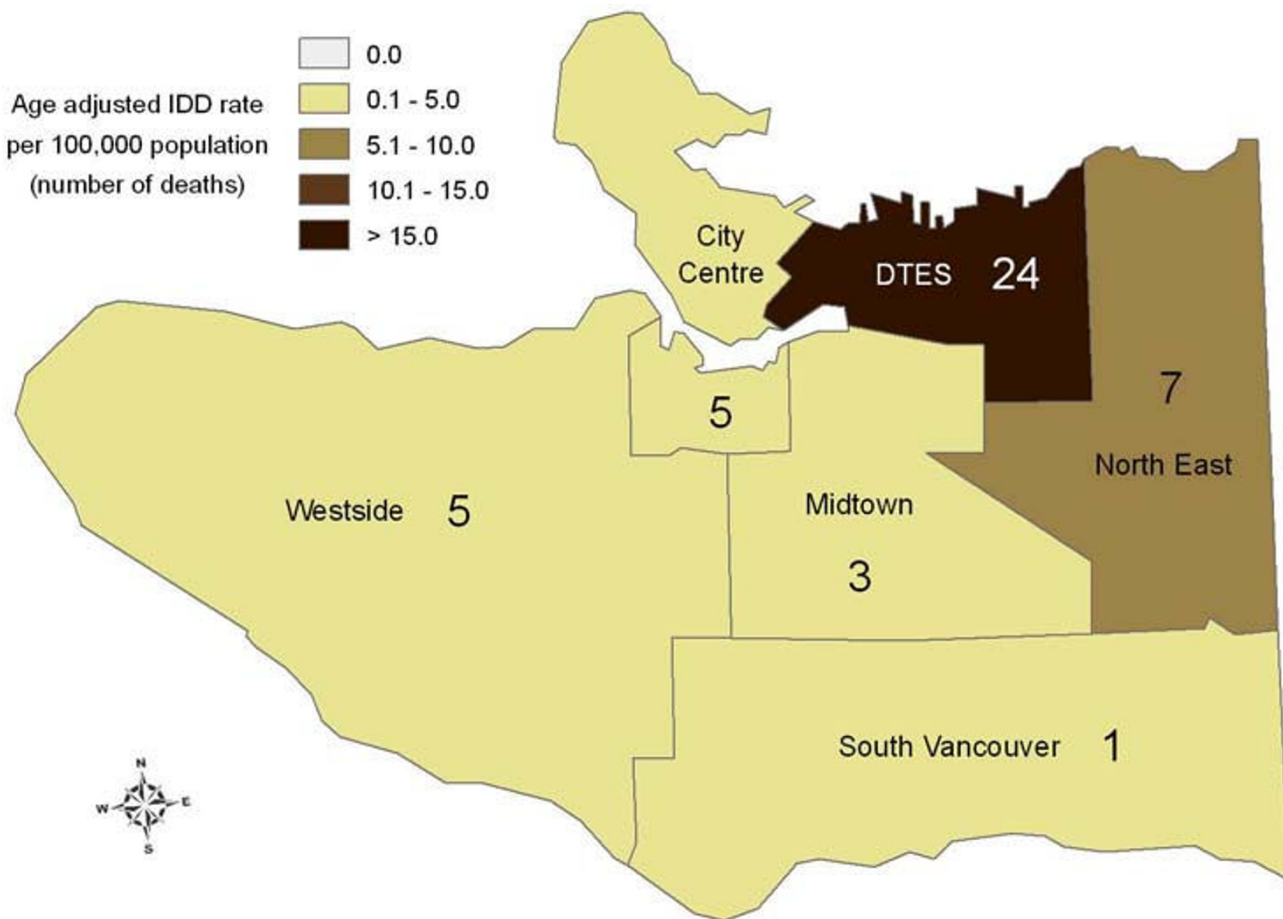 Age adjusted IDD rate
per 100,000 population
(number of deaths)
0.0
0.1 - 5.0
5.1 - 10.0
10.1 - 15.0
> 15.0
City
Centre
DTES 24
5
7
North East
Westside 5
Midtown
3
South Vancouver 1
N
W E
S